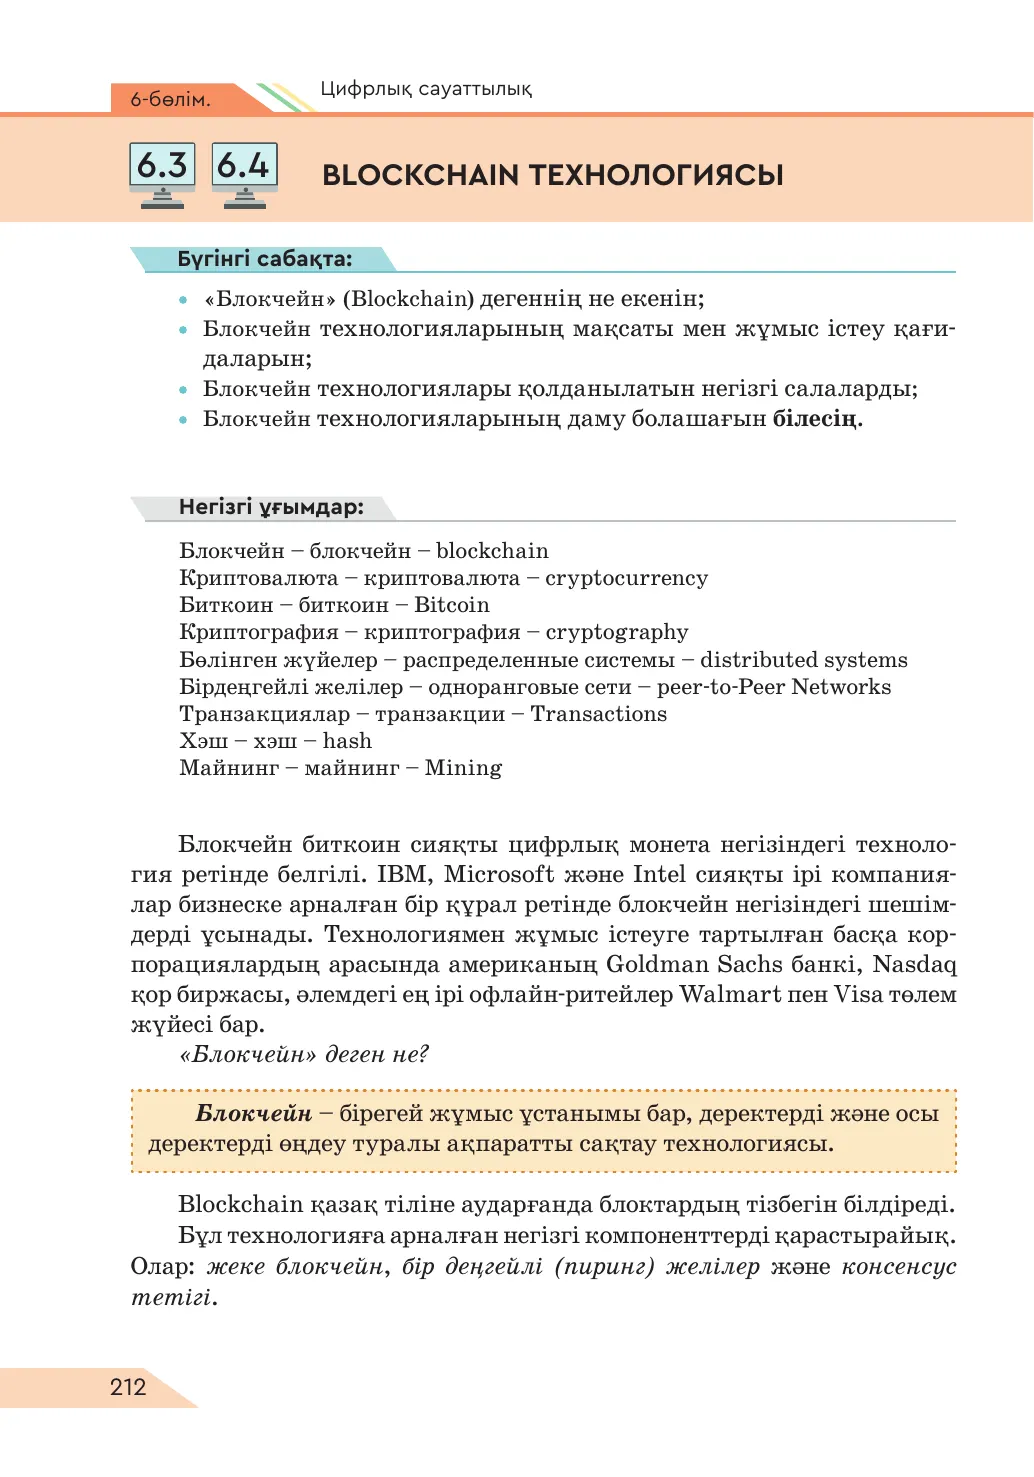 6-бөлім.
Цифрлық сауаттылық
6.3 6.4 BLOCKCHAIN ТЕХНОЛОГИЯСЫ
Бүгінгі сабақта:
• «Блокчейн» (Blockchain) дегеннің не екенін;
• Блокчейн технологияларының мақсаты мен жұмыс істеу қағи-
даларын;
• Блокчейн технологиялары қолданылатын негізгі салаларды;
• Блокчейн технологияларының даму болашағын білесің.
Негізгі ұғымдар:
Блокчейн – блокчейн – blockchain
Криптовалюта – криптовалюта – cryptocurrency
Биткоин – биткоин – Bitcoin
Криптография – криптография – cryptography
Бөлінген жүйелер – распределенные системы – distributed systems
Бірдеңгейлі желілер – одноранговые сети – peer-to-Peer Networks
Транзакциялар – транзакции – Transactions
Хэш – хэш – hash
Майнинг – майнинг – Mining
Блокчейн биткоин сияқты цифрлық монета негізіндегі техноло-
гия ретінде белгілі. IBM, Microsoft және Intel сияқты ірі компания-
лар бизнеске арналған бір құрал ретінде блокчейн негізіндегі шешім-
дерді ұсынады. Технологиямен жұмыс істеуге тартылған басқа кор-
порациялардың арасында американың Goldman Sachs банкі, Nasdaq
қор биржасы, әлемдегі ең ірі офлайн-ритейлер Walmart пен Visa төлем
жүйесі бар.
«Блокчейн» деген не?
Блокчейн – бірегей жұмыс ұстанымы бар, деректерді және осы
деректерді өңдеу туралы ақпаратты сақтау технологиясы.
Blockchain қазақ тіліне аударғанда блоктардың тізбегін білдіреді.
Бұл технологияға арналған негізгі компоненттерді қарастырайық.
Олар: жеке блокчейн, бір деңгейлі (пиринг) желілер және консенсус
тетігі.
212